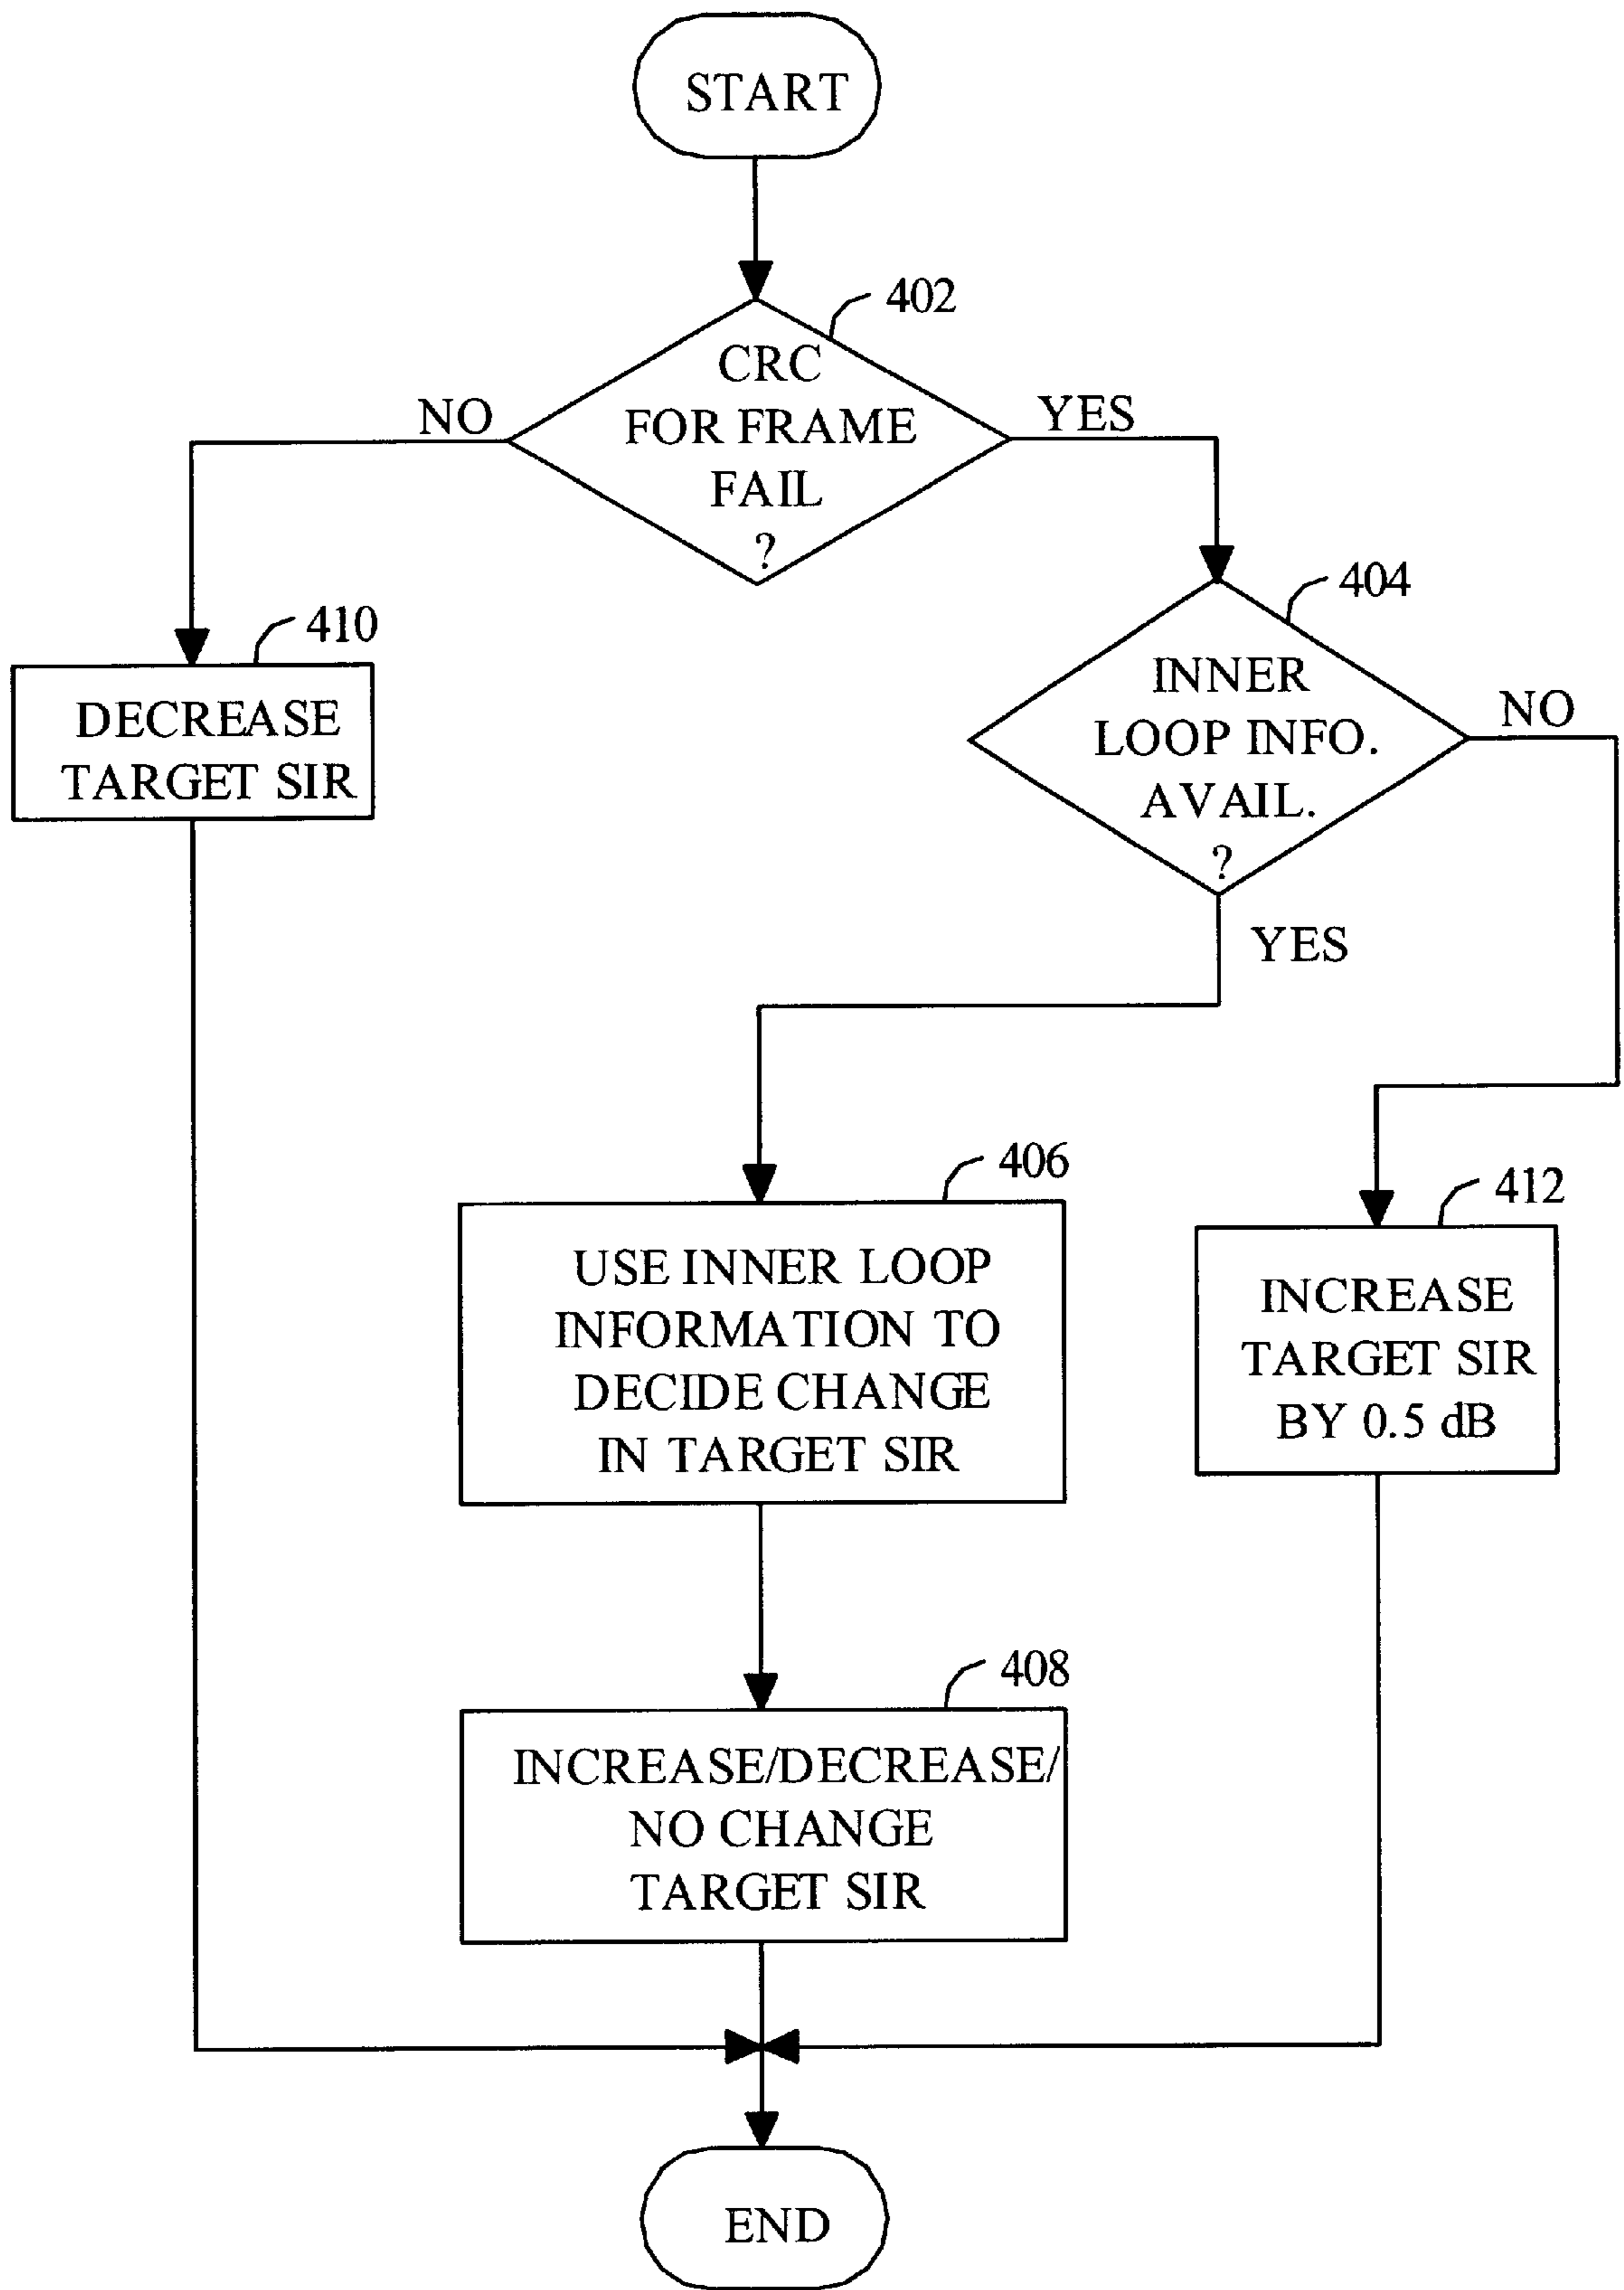 START
402
CRC
FOR FRAME
FAIL
?
NO
YES
404
INNER
LOOP INFO.
AVAIL.
?
NO
YES
410
DECREASE
TARGET SIR
406
USE INNER LOOP
INFORMATION TO
DECIDE CHANGE
IN TARGET SIR
412
INCREASE
TARGET SIR
BY 0.5 dB
408
INCREASE/DECREASE/
NO CHANGE
TARGET SIR
END